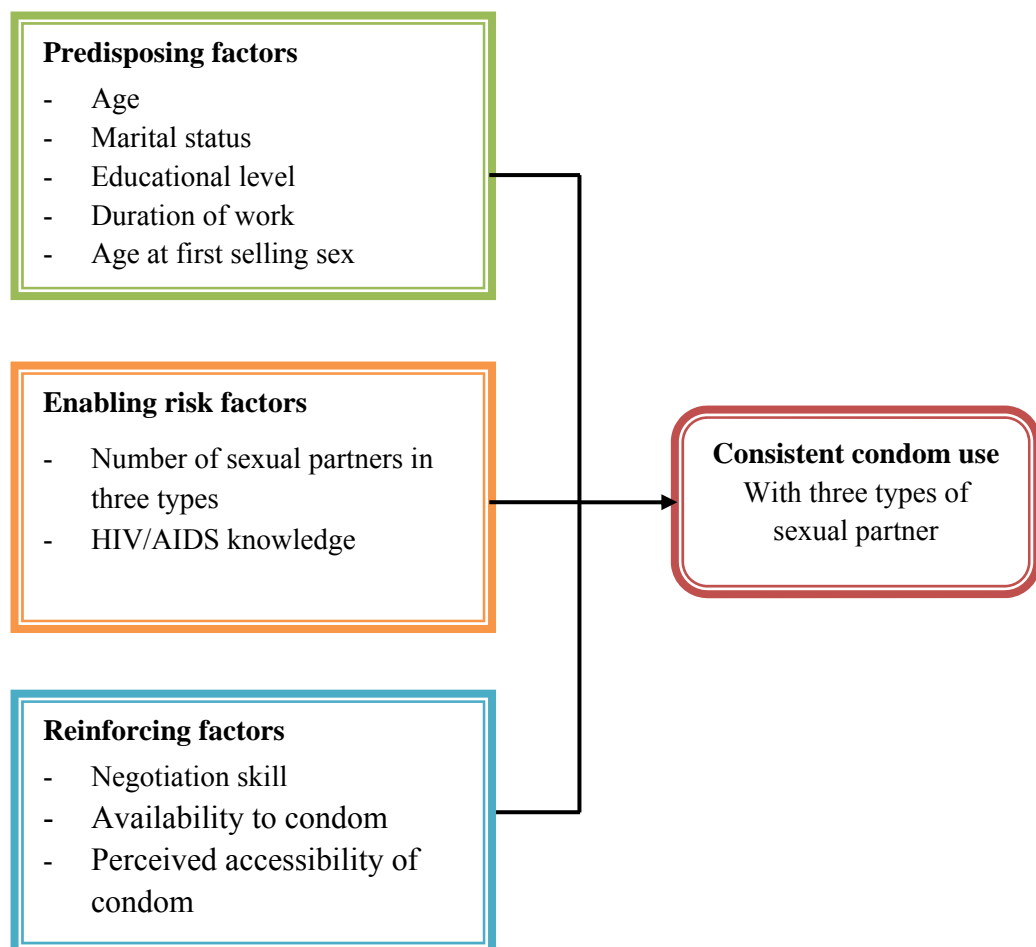 Predisposing factors
- Age
- Marital status
- Educational level
- Duration of work
- Age at first selling sex
Enabling risk factors
- Number of sexual partners in
three types
- HIV/AIDS knowledge
Consistent condom use
With three types of
sexual partner
Reinforcing factors
- Negotiation skill
- Availability to condom
- Perceived accessibility of
condom